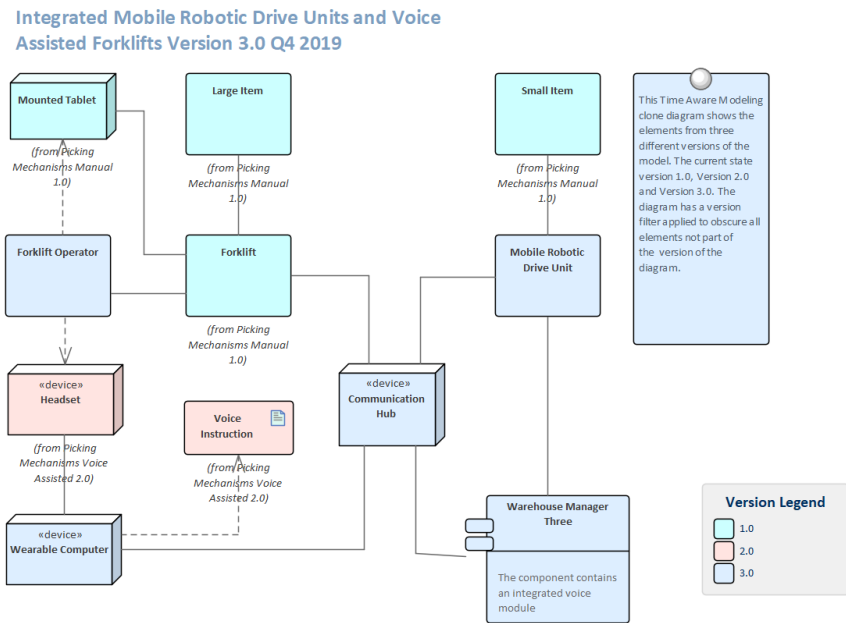 Integrated Mobile Robotic Drive Units and Voice
Assisted Forklifts Version 3.0 Q4 2019
Mounted Tablet
(from Picking
Mechanisms Manual
1.0)
Large Item
(from Picking
Mechanisms Manual
1.0)
Small Item
(from Picking
Mechanisms Manual
1.0)
This Time Aware Modeling
clone diagram shows the
elements from three
different versions of the
model. The current state
version 1.0, Version 2.0
and Version 3.0. The
diagram has a version
filter applied to obscure all
elements not part of
the version of the
diagram.
Forklift Operator
Forklift
(from Picking
Mechanisms Manual
1.0)
Mobile Robotic
Drive Unit
«device»
Headset
(from Picking
Mechanisms Voice
Assisted 2.0)
Voice
Instruction
(from Picking
Mechanisms Voice
Assisted 2.0)
«device»
Communication
Hub
«device»
Wearable Computer
Warehouse Manager
Three
The component contains
an integrated voice
module
Version Legend
1.0
2.0
3.0